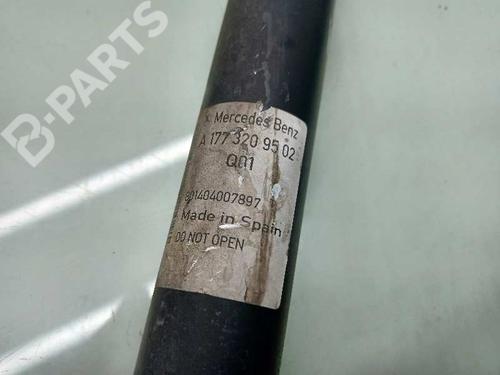 Mercedes Benz
A 177 320 95 02
Q01
801404007897
Made in Spain
DO NOT OPEN
B-PARTS